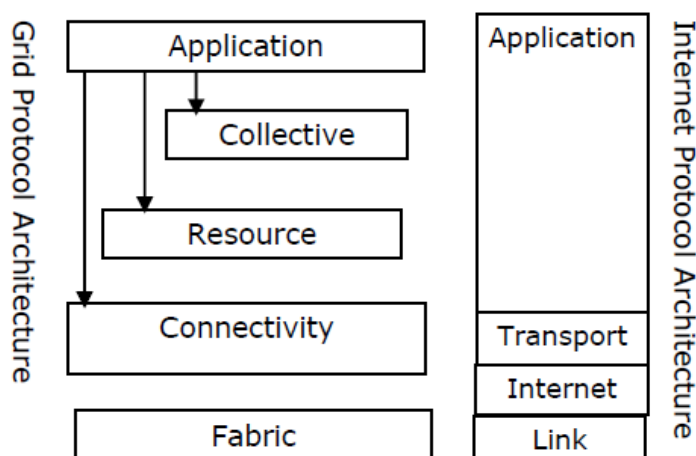 Grid Protocol Architecture
Application
Collective
Resource
Connectivity
Fabric
Application
Transport
Internet
Link
Internet Protocol Architecture